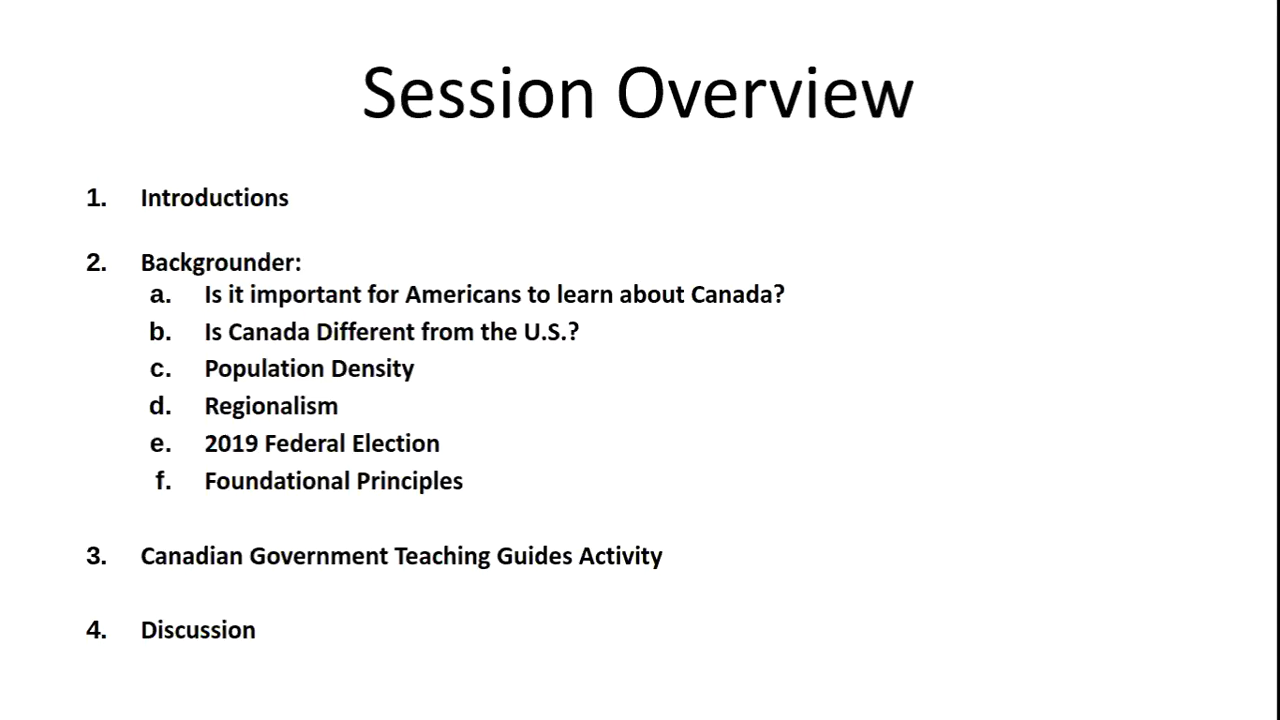 Session Overview
1. Introductions
2. Backgrounder:
a. Is it important for Americans to learn about Canada?
b. Is Canada Different from the U.S.?
c. Population Density
d. Regionalism
e. 2019 Federal Election
f. Foundational Principles
3. Canadian Government Teaching Guides Activity
4. Discussion